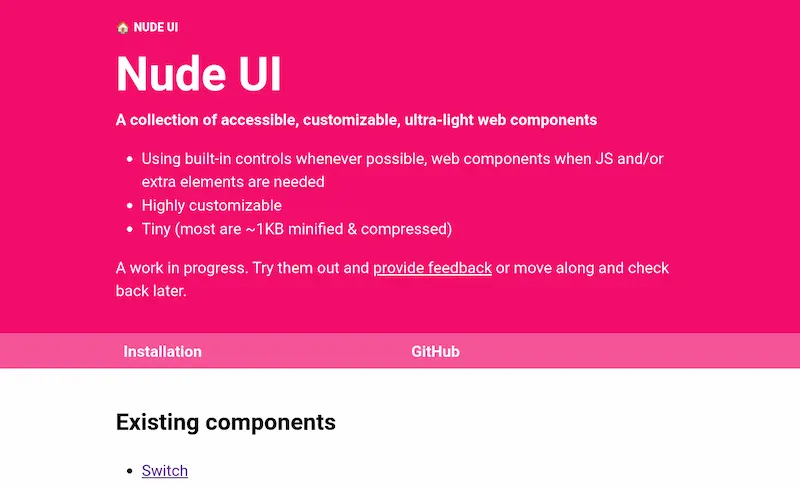 🏠 NUDE UI
Nude UI
A collection of accessible, customizable, ultra-light web components
• Using built-in controls whenever possible, web components when JS and/or
extra elements are needed
• Highly customizable
• Tiny (most are ~1KB minified & compressed)
A work in progress. Try them out and provide feedback or move along and check
back later.
Installation
GitHub
Existing components
• Switch